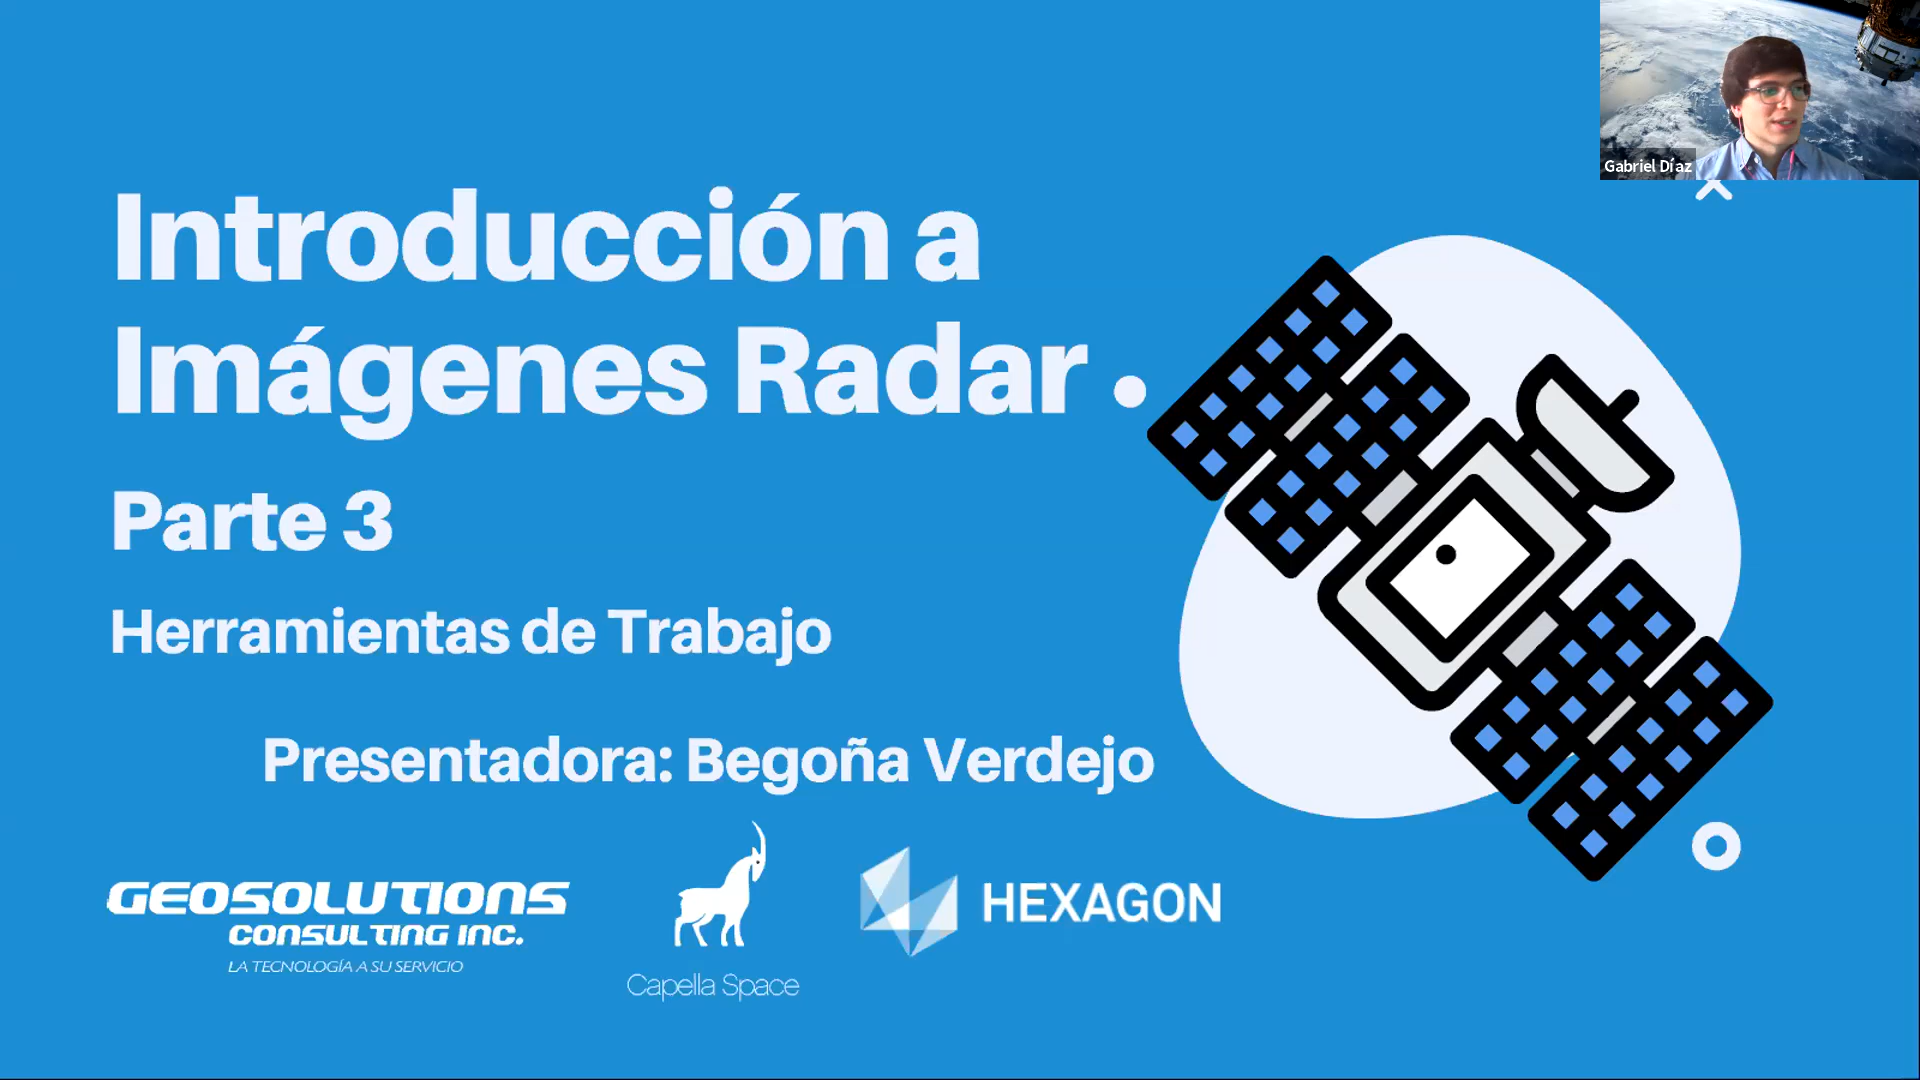 Gabriel Díaz
Introducción a
Imágenes Radar
Parte 3
Herramientas de Trabajo
Presentadora: Begoña Verdejo
GEOSOLUTIONS
CONSULTING INC.
LA TECNOLOGÍA A SU SERVICIO
Capella Space
HEXAGON